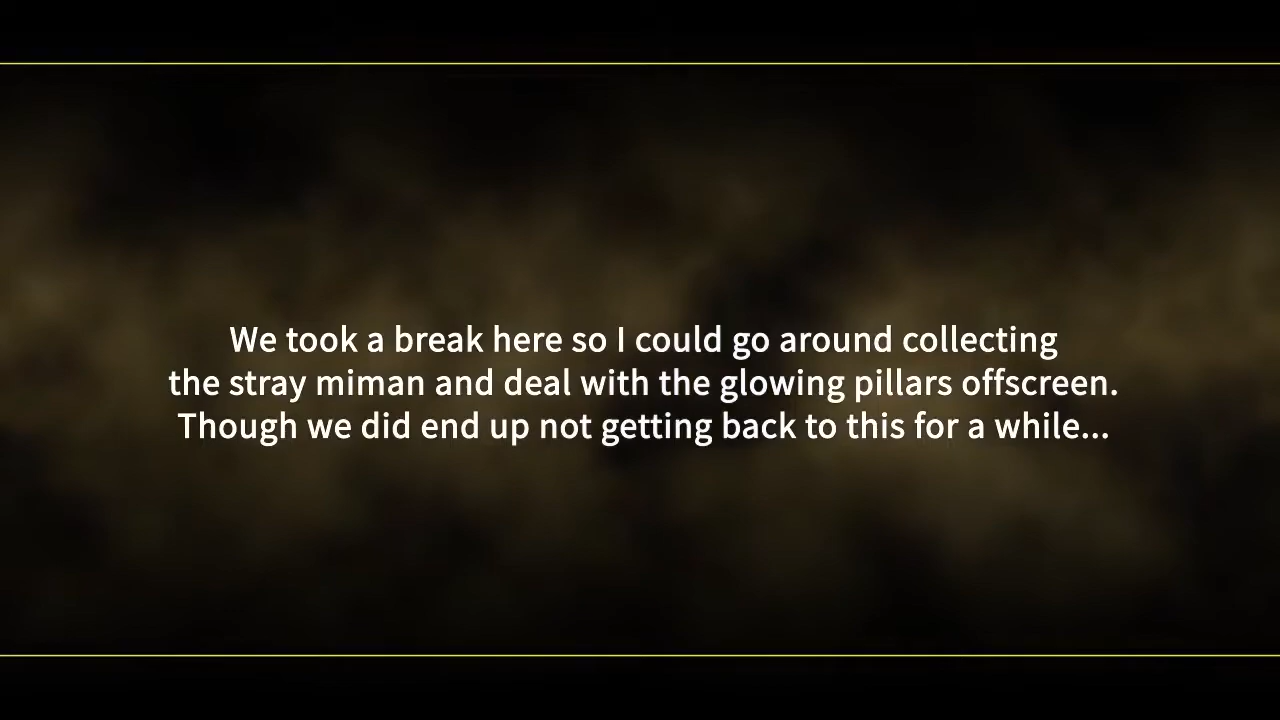 We took a break here so I could go around collecting
the stray miman and deal with the glowing pillars offscreen.
Though we did end up not getting back to this for a while...